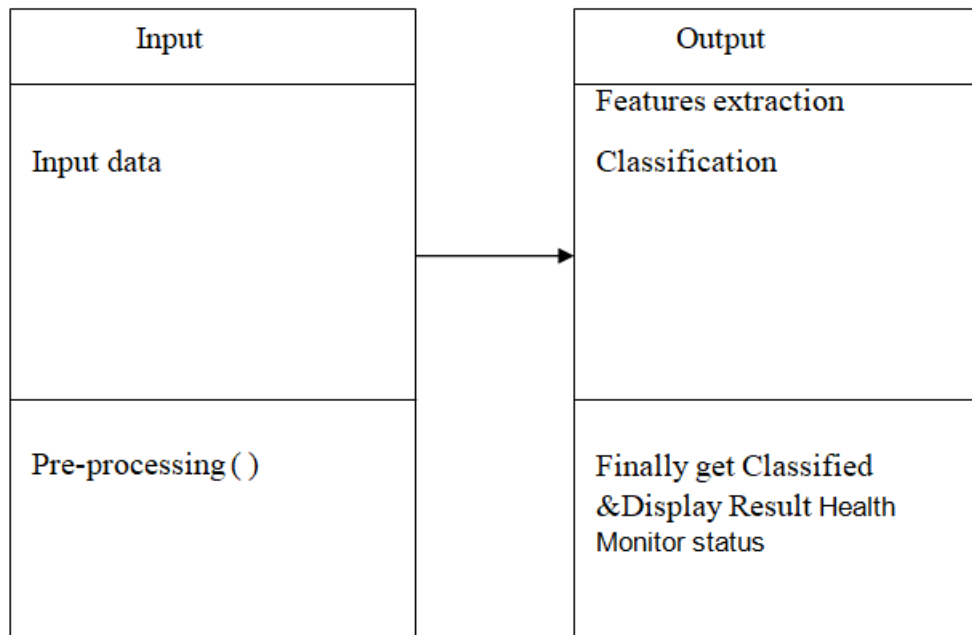 Input
Input data
Pre-processing ( )
Output
Features extraction
Classification
Finally get Classified
&Display Result Health
Monitor status